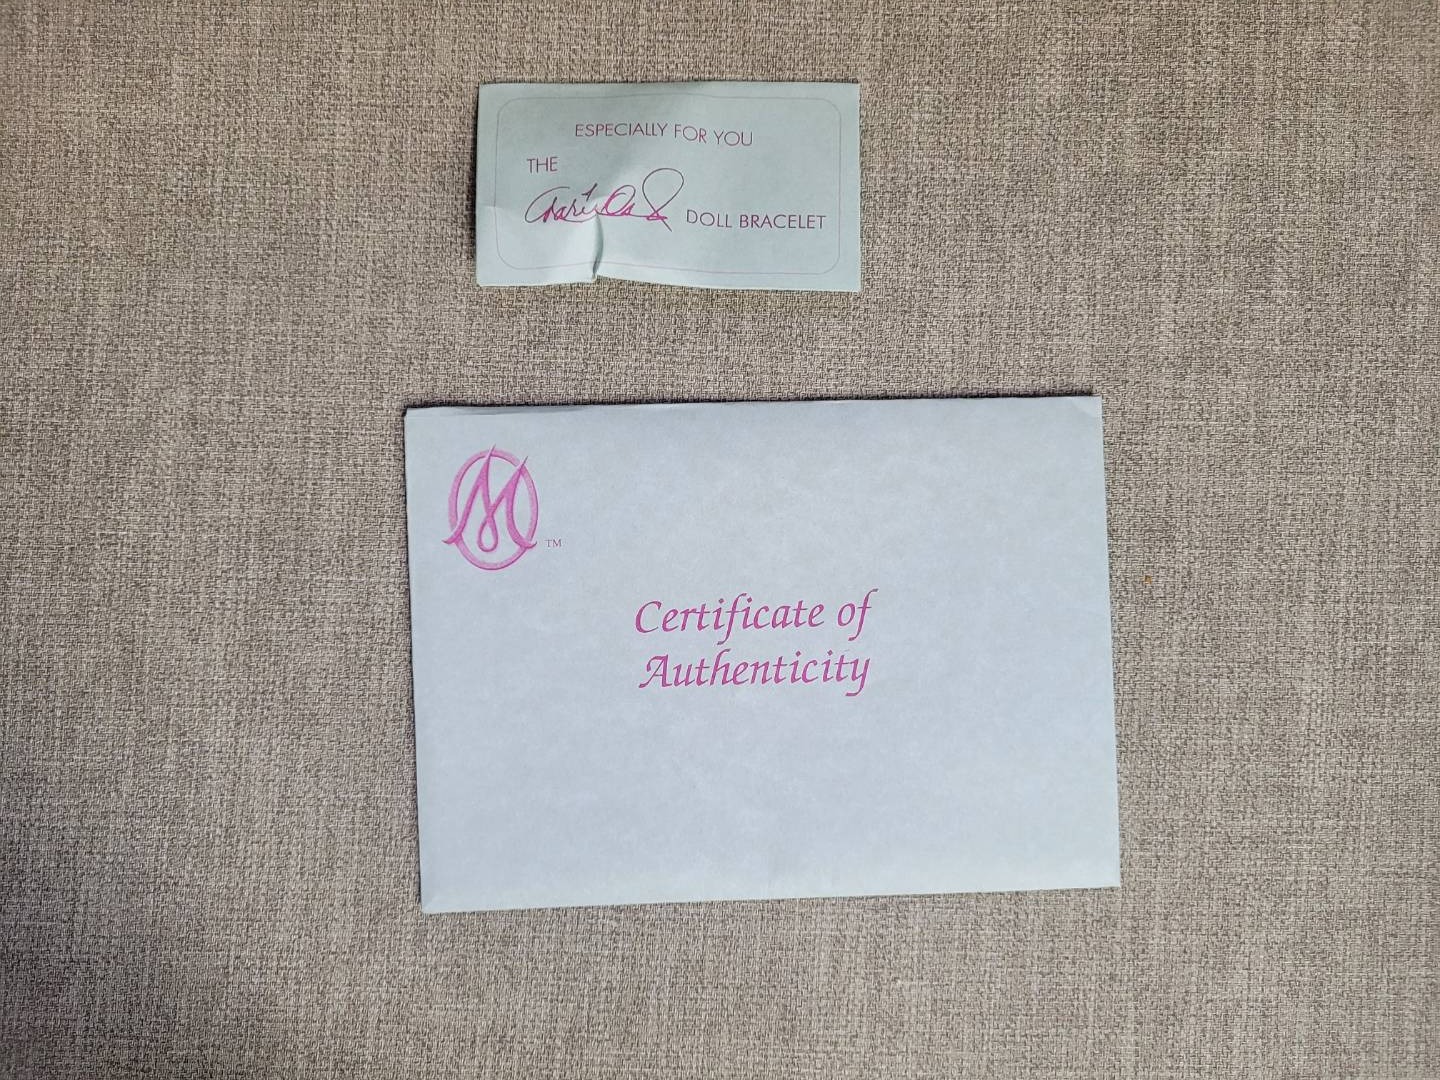 ESPECIALLY FOR YOU
THE
DOLL BRACELET
M
TM
Certificate of
Authenticity